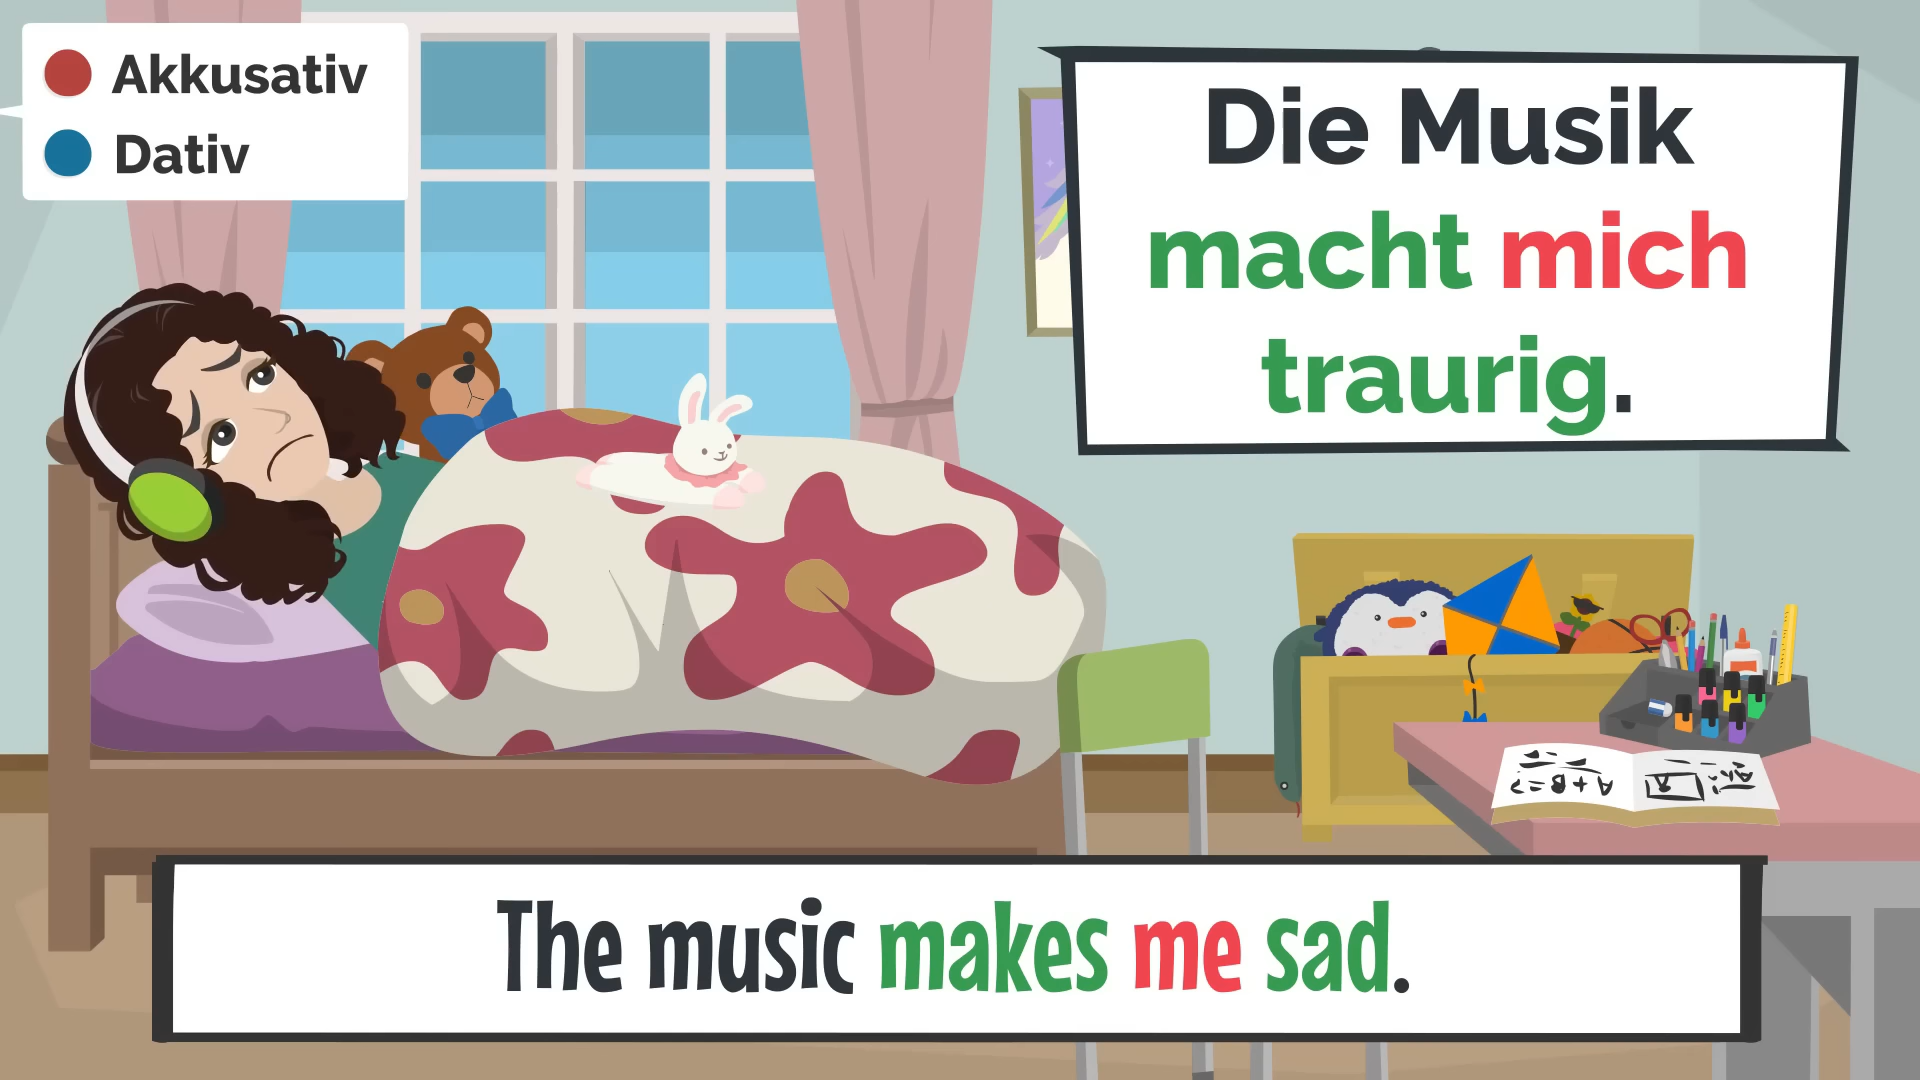 Akkusativ
Dativ
Die Musik
macht mich
traurig.
The music makes me sad.